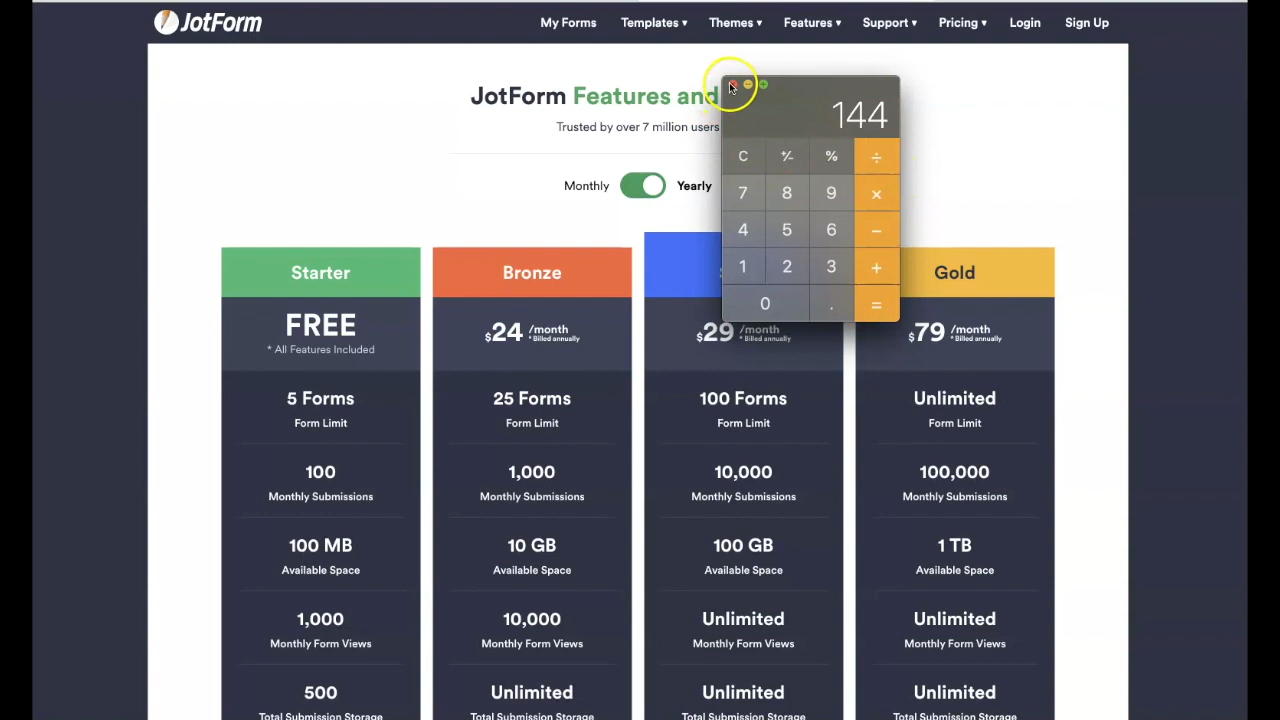 JotForm
My Forms Templates ▾ Themes ▾ Features ▾ Support ▾ Pricing ▾ Login Sign Up
JotForm Features and
Trusted by over 7 million users
Monthly Yearly
144
C +⁄- % ÷
7 8 9 ×
4 5 6 −
1 2 3 +
0 . =
Starter Bronze Gold
FREE
* All Features Included
$24 /month
* Billed annually
$29 /month
* Billed annually
$79 /month
* Billed annually
5 Forms 25 Forms 100 Forms Unlimited
Form Limit Form Limit Form Limit Form Limit
100 1,000 10,000 100,000
Monthly Submissions Monthly Submissions Monthly Submissions Monthly Submissions
100 MB 10 GB 100 GB 1 TB
Available Space Available Space Available Space Available Space
1,000 10,000 Unlimited Unlimited
Monthly Form Views Monthly Form Views Monthly Form Views Monthly Form Views
500 Unlimited Unlimited Unlimited
Total Submission Storage Total Submission Storage Total Submission Storage Total Submission Storage